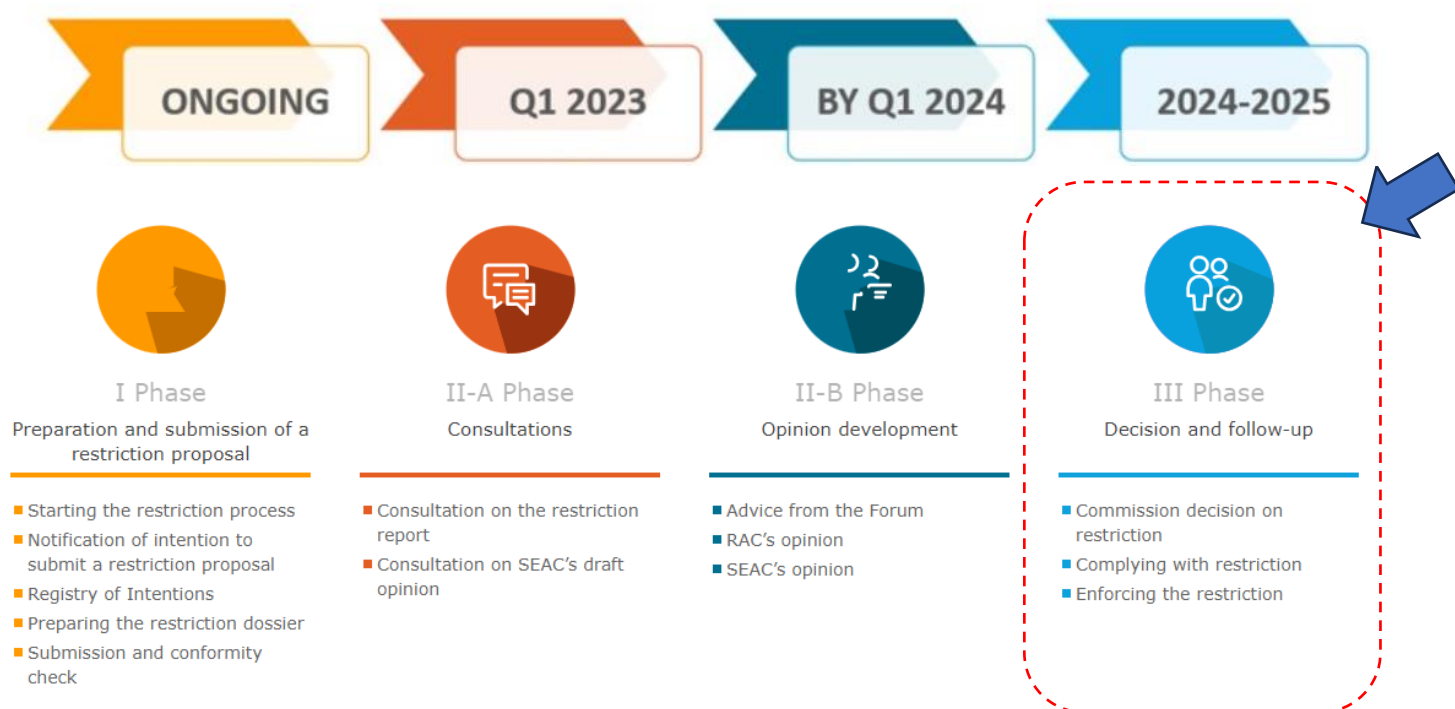 ONGOING
Q1 2023
BY Q1 2024
2024-2025
I Phase
Preparation and submission of a
restriction proposal
Starting the restriction process
Notification of intention to
submit a restriction proposal
Registry of Intentions
Preparing the restriction dossier
Submission and conformity
check
II-A Phase
Consultations
Consultation on the restriction
report
Consultation on SEAC's draft
opinion
II-B Phase
Opinion development
Advice from the Forum
RAC's opinion
SEAC's opinion
III Phase
Decision and follow-up
Commission decision on
restriction
Complying with restriction
Enforcing the restriction